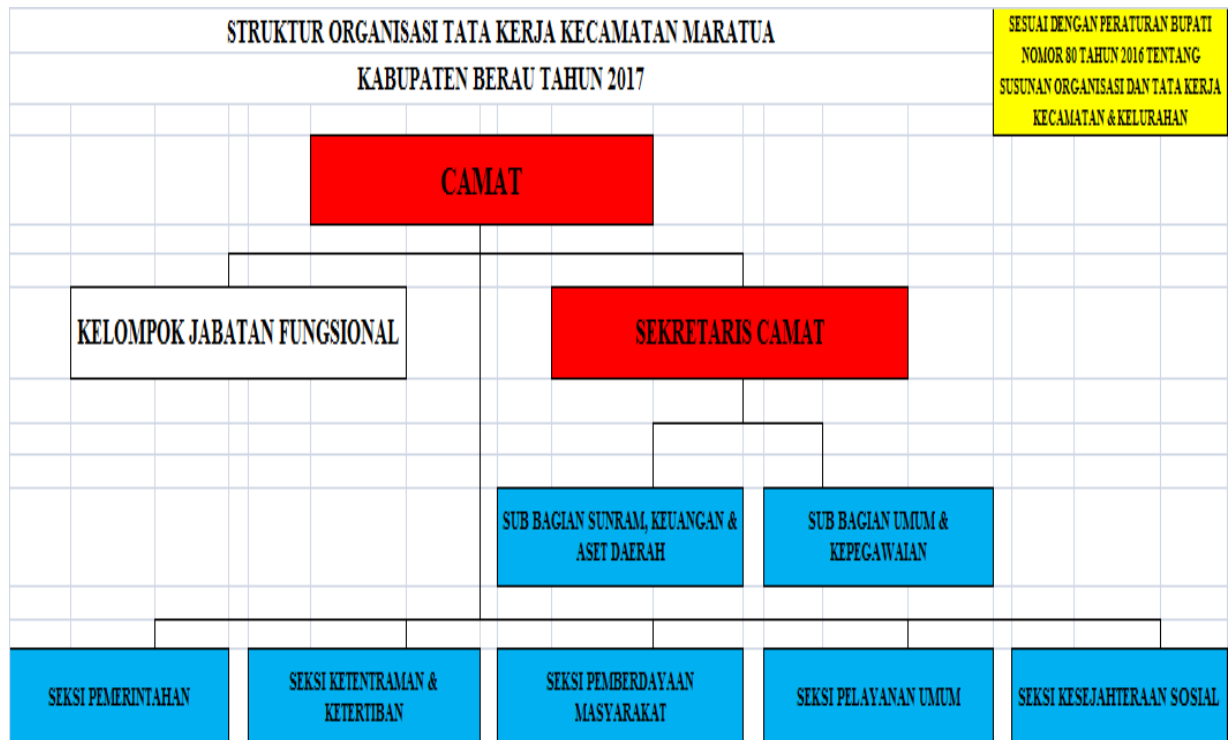 STRUKTUR ORGANISASI TATA KERJA KECAMATAN MARATUA
KABUPATEN BERAU TAHUN 2017
SESUAI DENGAN PERATURAN BUPATI
NOMOR 80 TAHUN 2016 TENTANG
SUSUNAN ORGANISASI DAN TATA KERJA
KECAMATAN & KELURAHAN
CAMAT
KELOMPOK JABATAN FUNGSIONAL
SEKRETARIS CAMAT
SUB BAGIAN SUNRAM, KEUANGAN &
ASET DAERAH
SUB BAGIAN UMUM &
KEPEGAWAIAN
SEKSI PEMERINTAHAN
SEKSI KETENTRAMAN &
KETERTIBAN
SEKSI PEMBERDAYAAN
MASYARAKAT
SEKSI PELAYANAN UMUM
SEKSI KESEJAHTERAAN SOSIAL